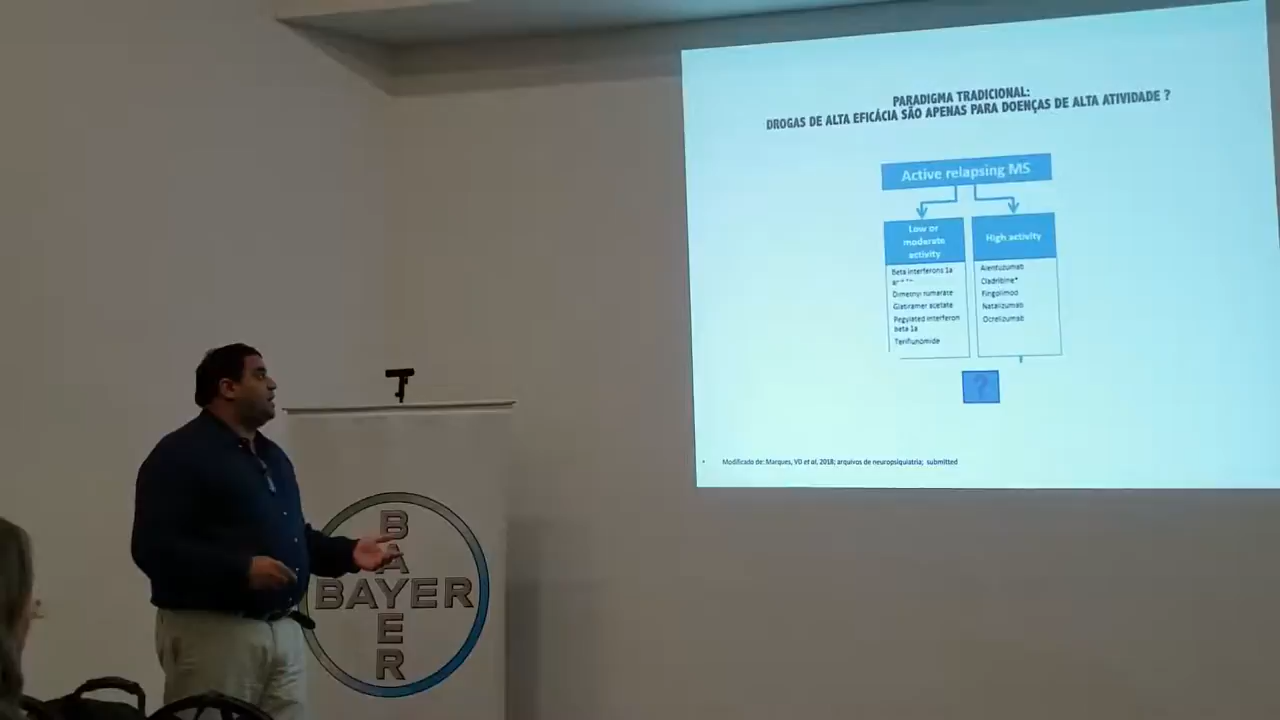 PARADIGMA TRADICIONAL:
DROGAS DE ALTA EFICÁCIA SÃO APENAS PARA DOENÇAS DE ALTA ATIVIDADE ?
Active relapsing MS
Low or
moderate
activity
Beta interferons 1a
Dimethyl fumarate
Glatiramer acetate
Pegylated interferon
beta 1a
Teriflunomide
High activity
Alemtuzumab
Cladribine*
Fingolimod
Natalizumab
Ocrelizumab
?
• Modificado de: Marques, VD et al, 2018; arquivos de neuropsiquiatria; submitted
BAYER
BAYER